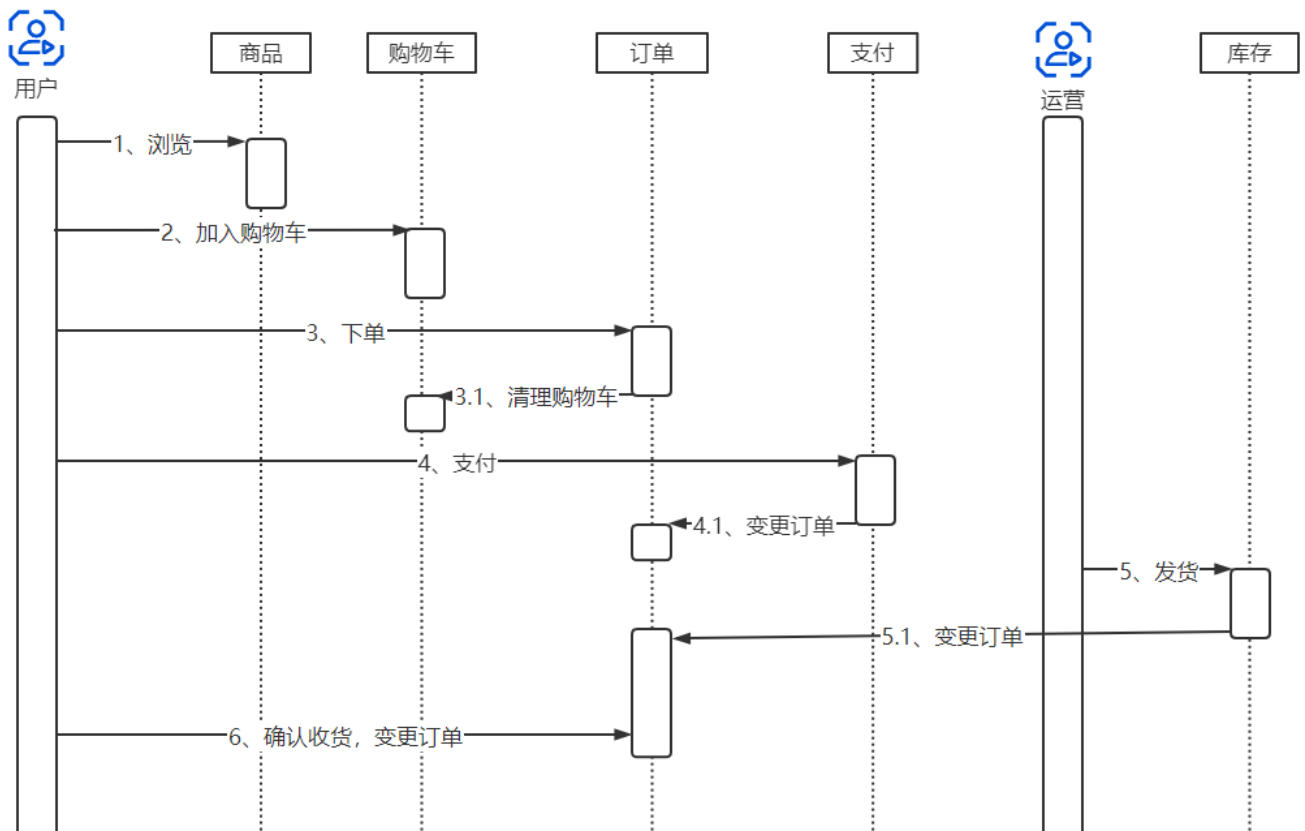 用户
商品
购物车
订单
支付
运营
库存
1、浏览
2、加入购物车
3、下单
3.1、清理购物车
4、支付
4.1、变更订单
5、发货
5.1、变更订单
6、确认收货，变更订单